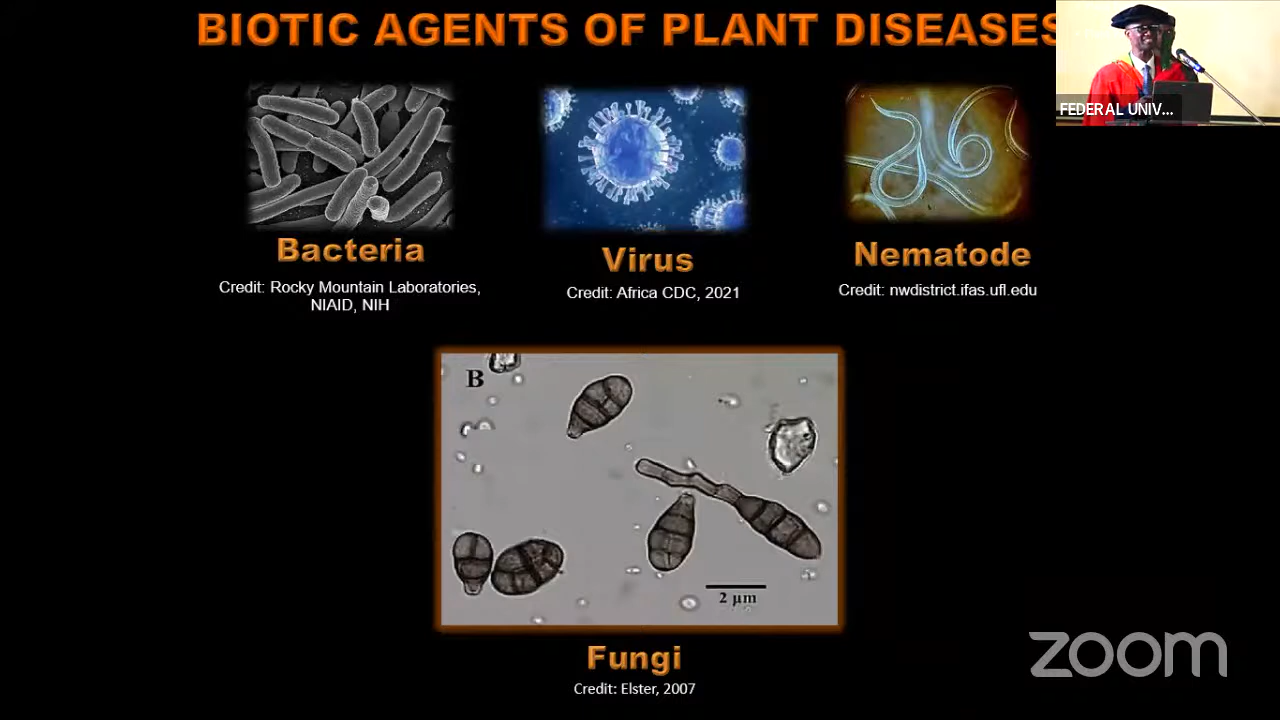 BIOTIC AGENTS OF PLANT DISEASES
FEDERAL UNIV...
Bacteria
Credit: Rocky Mountain Laboratories,
NIAID, NIH
Virus
Credit: Africa CDC, 2021
Nematode
Credit: nwdistrict.ifas.ufl.edu
B
2 µm
Fungi
Credit: Elster, 2007
zoom